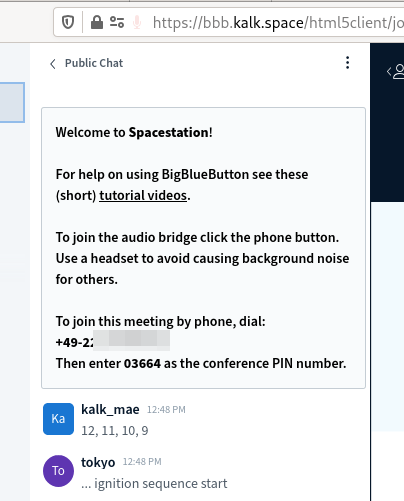 https://bbb.kalk.space/html5client/jo
Public Chat
Welcome to Spacestation!
For help on using BigBlueButton see these
(short) tutorial videos.
To join the audio bridge click the phone button.
Use a headset to avoid causing background noise
for others.
To join this meeting by phone, dial:
+49-22
Then enter 03664 as the conference PIN number.
Ka
kalk_mae 12:48 PM
12, 11, 10, 9
To
tokyo 12:48 PM
... ignition sequence start